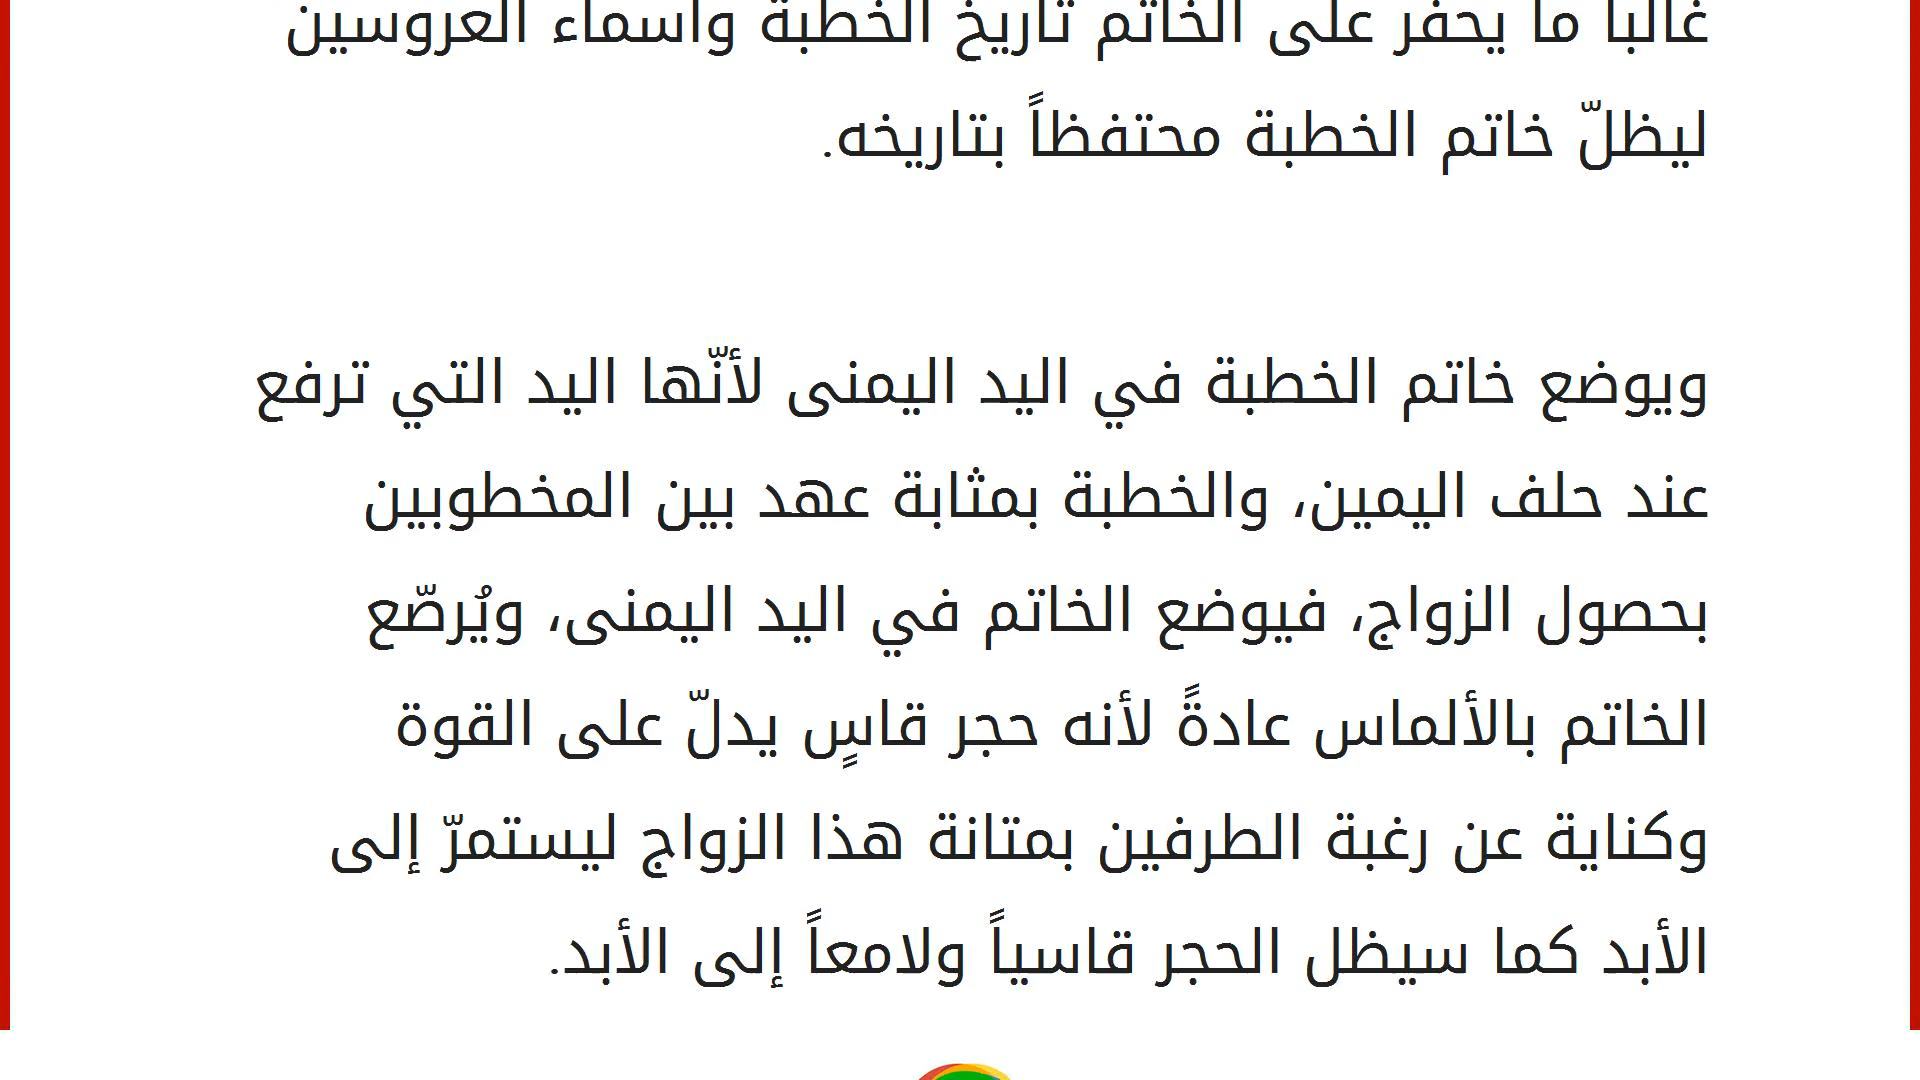 غالبا ما يحفر على الخاتم تاريخ الخطبة وأسماء العروسين
ليظلّ خاتم الخطبة محتفظاً بتاريخه.
ويوضع خاتم الخطبة في اليد اليمنى لأنّها اليد التي ترفع
عند حلف اليمين، والخطبة بمثابة عهد بين المخطوبين
بحصول الزواج، فيوضع الخاتم في اليد اليمنى، ويُرصّع
الخاتم بالألماس عادةً لأنه حجر قاسٍ يدلّ على القوة
وكناية عن رغبة الطرفين بمتانة هذا الزواج ليستمرّ إلى
الأبد كما سيظل الحجر قاسياً ولامعاً إلى الأبد.